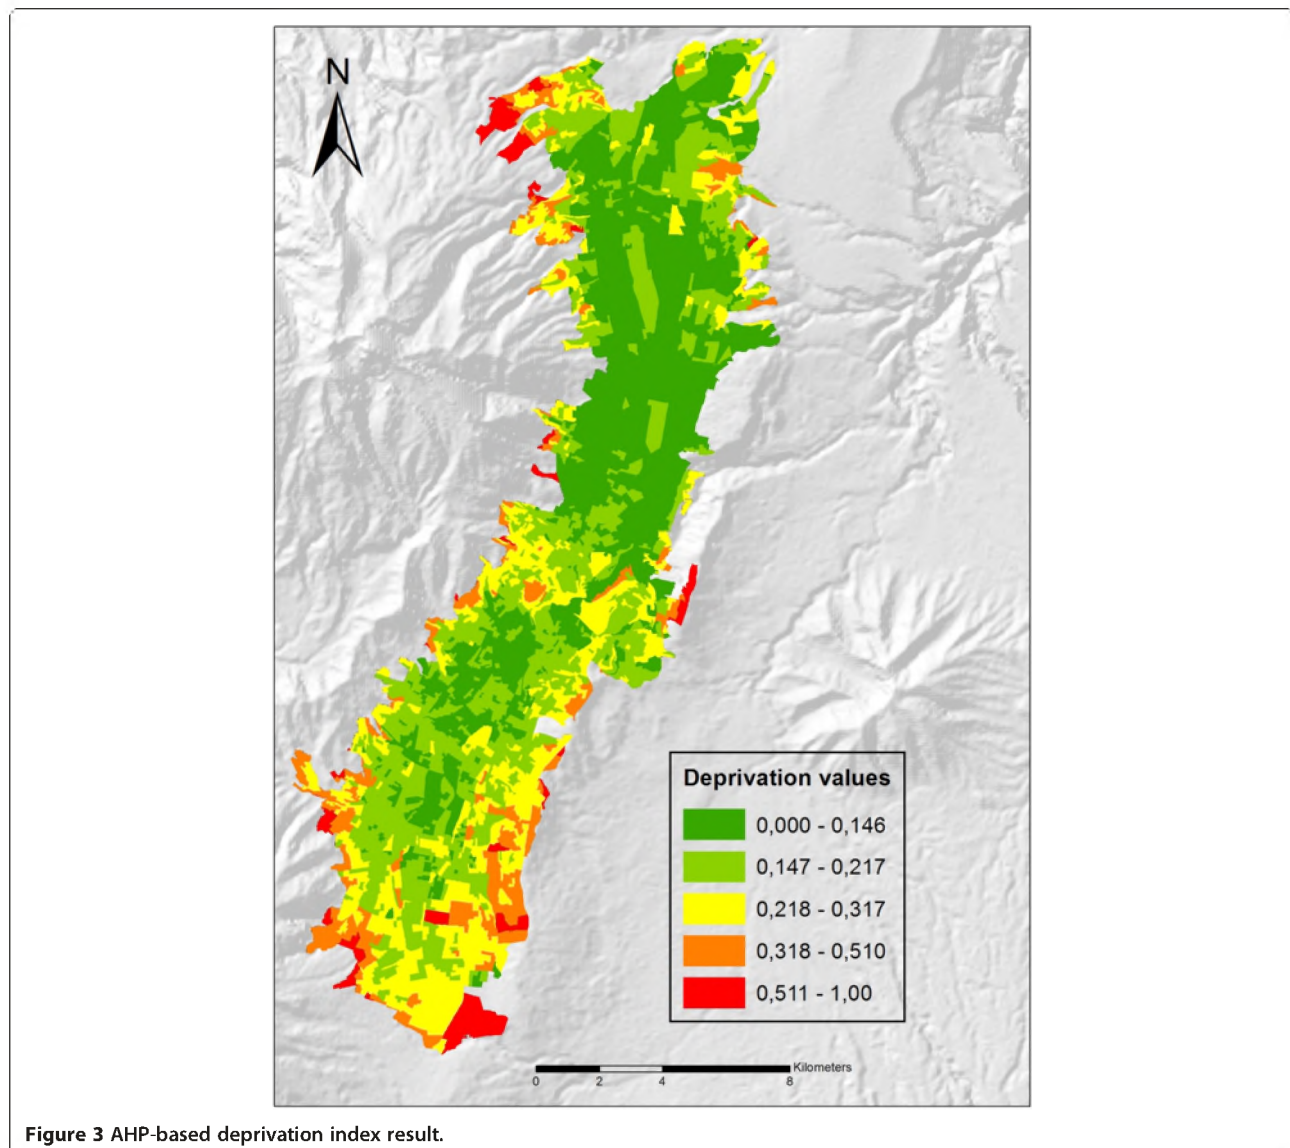 N
Deprivation values
0,000 - 0,146
0,147 - 0,217
0,218 - 0,317
0,318 - 0,510
0,511 - 1,00
Kilometers
0 2 4 8
Figure 3 AHP-based deprivation index result.